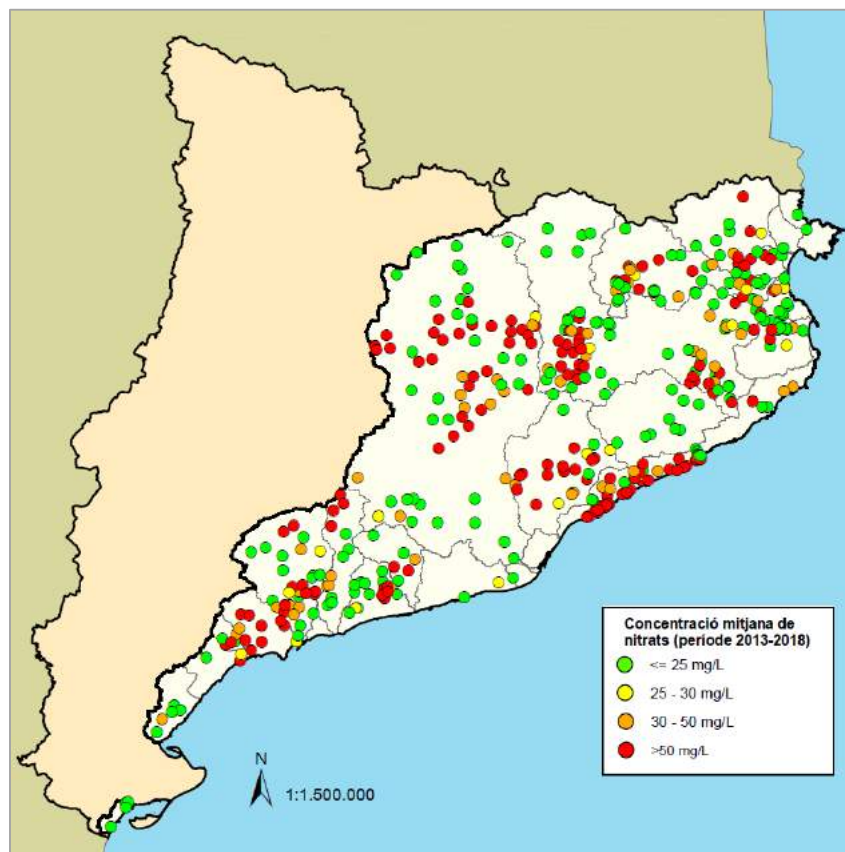 Concentració mitjana de
nitrats (període 2013-2018)
<= 25 mg/L
25 - 30 mg/L
30 - 50 mg/L
>50 mg/L
N
1:1.500.000